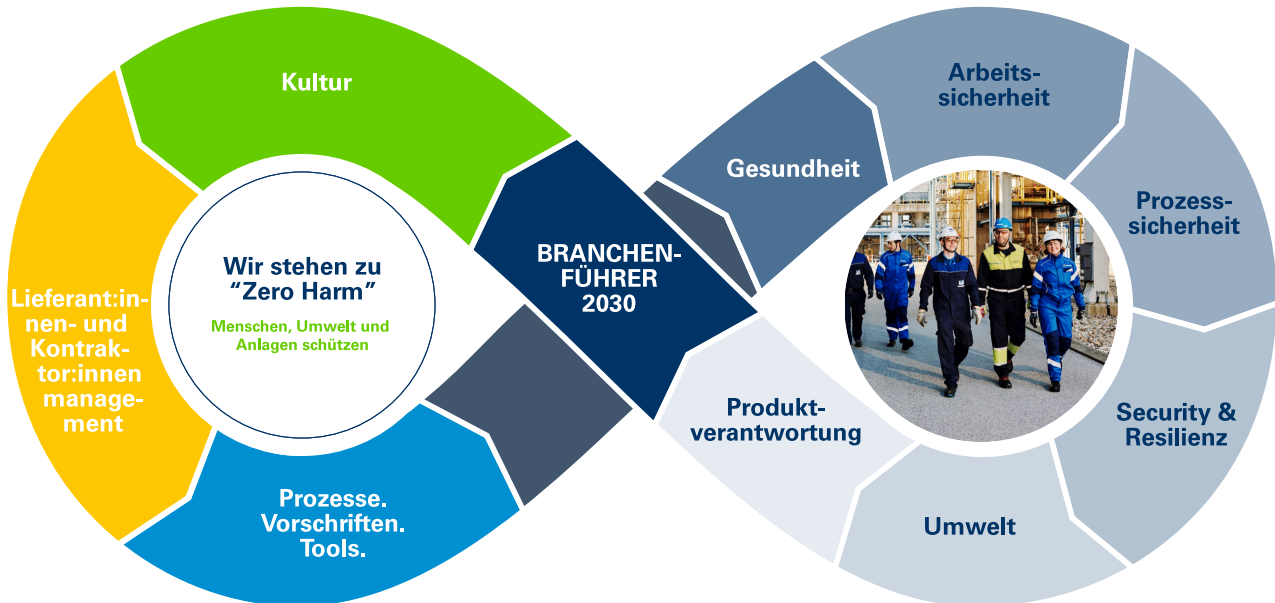 Kultur
Lieferant:in-
nen- und
Kontrak-
tor:innen
manage-
ment
Wir stehen zu
“Zero Harm”
Menschen, Umwelt und
Anlagen schützen
Prozesse.
Vorschriften.
Tools.
BRANCHEN-
FÜHRER
2030
Gesundheit
Arbeits-
sicherheit
Prozess-
sicherheit
Security &
Resilienz
Umwelt
Produkt-
verantwortung